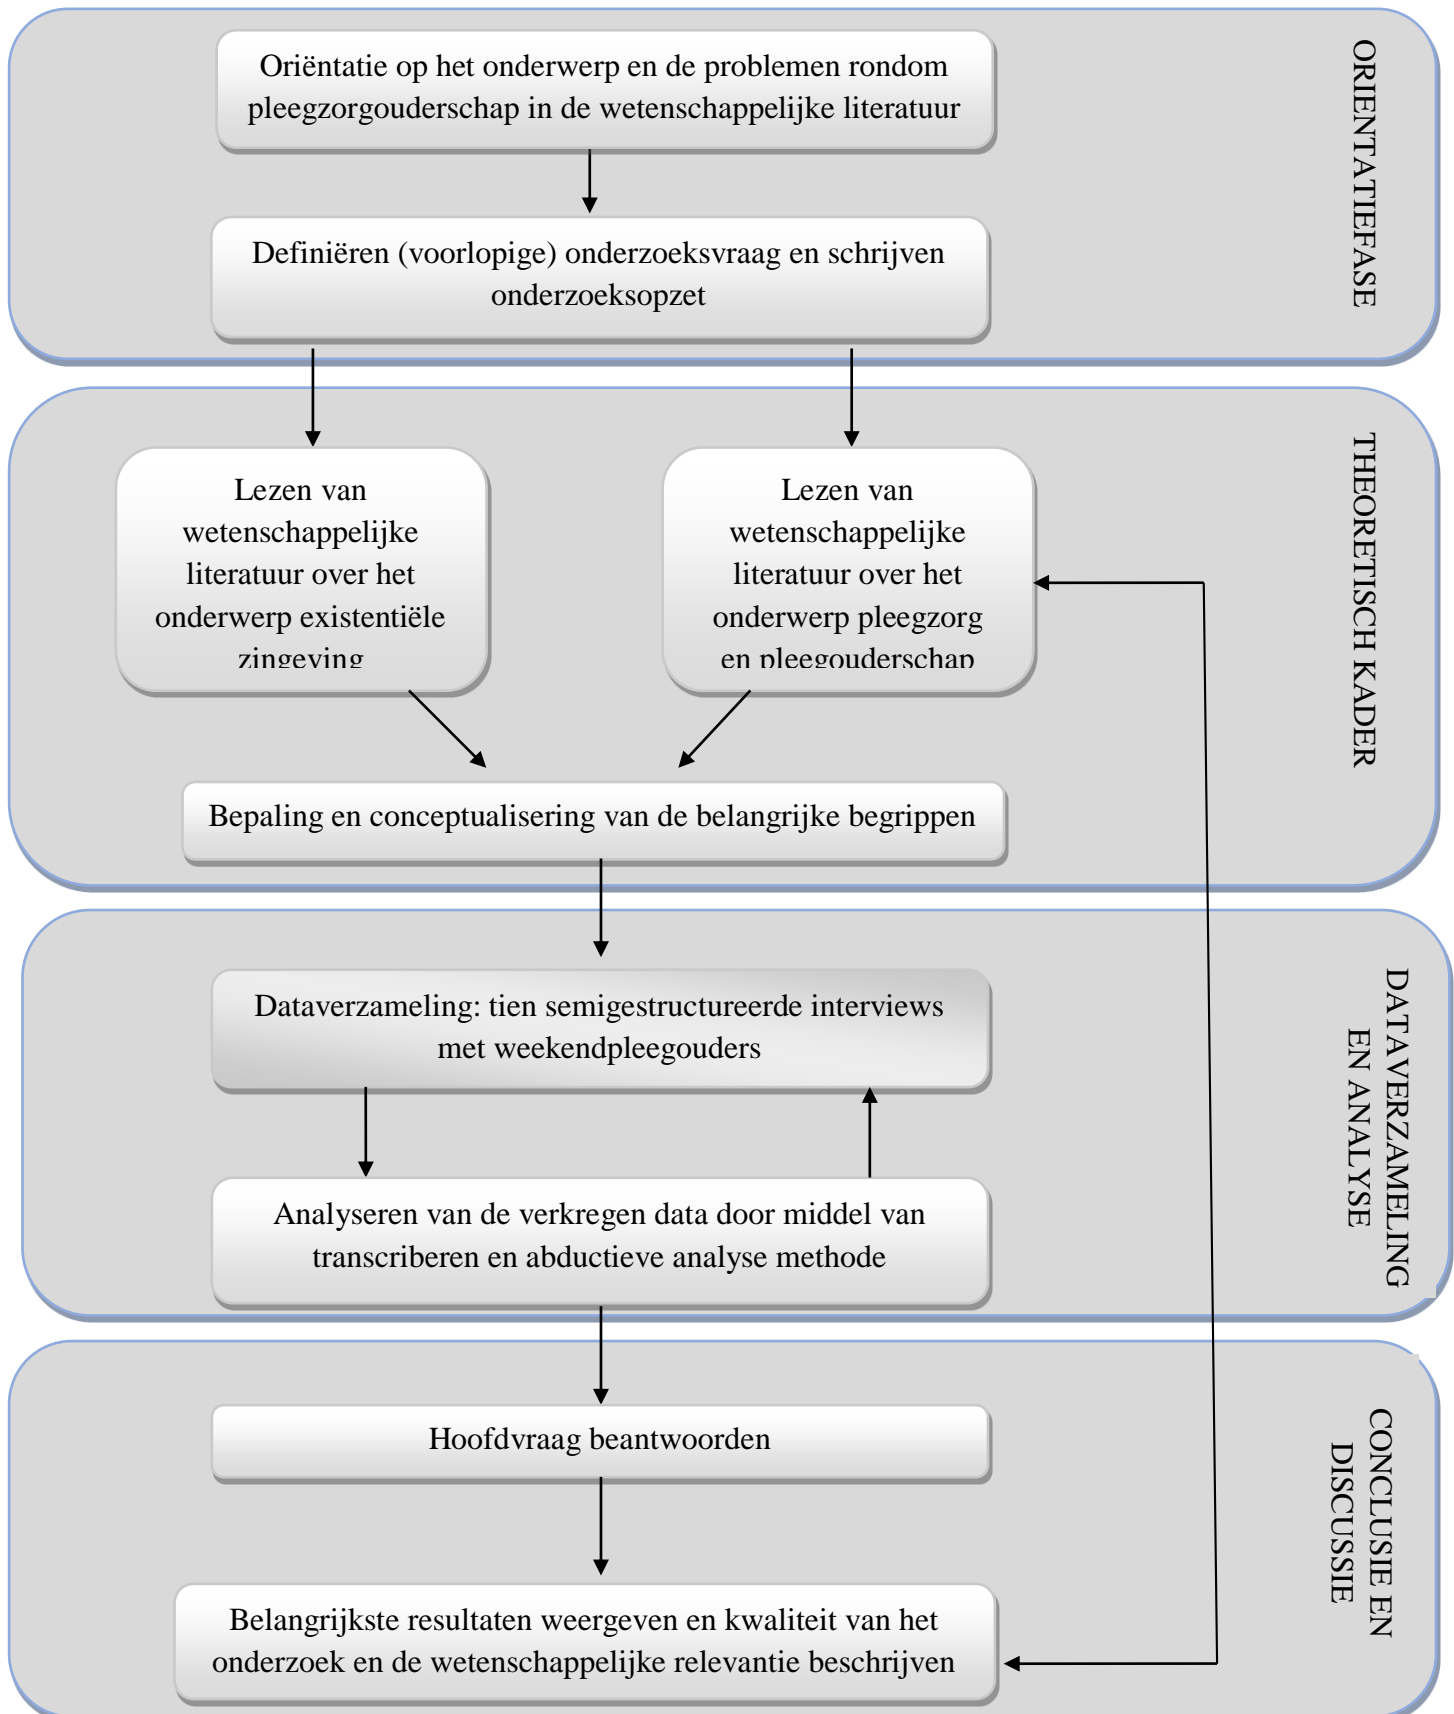 Oriëntatie op het onderwerp en de problemen rondom
pleegzorgouderschap in de wetenschappelijke literatuur
Definiëren (voorlopige) onderzoeksvraag en schrijven
onderzoeksopzet
ORIENTATIEFASE
Lezen van
wetenschappelijke
literatuur over het
onderwerp existentiële
zingeving
Lezen van
wetenschappelijke
literatuur over het
onderwerp pleegzorg
en pleegouderschap
Bepaling en conceptualisering van de belangrijke begrippen
THEORETISCH KADER
Dataverzameling: tien semigestructureerde interviews
met weekendpleegouders
Analyseren van de verkregen data door middel van
transcriberen en abductieve analyse methode
DATAVERZAMELING
EN ANALYSE
Hoofdvraag beantwoorden
Belangrijkste resultaten weergeven en kwaliteit van het
onderzoek en de wetenschappelijke relevantie beschrijven
CONCLUSIE EN
DISCUSSIE